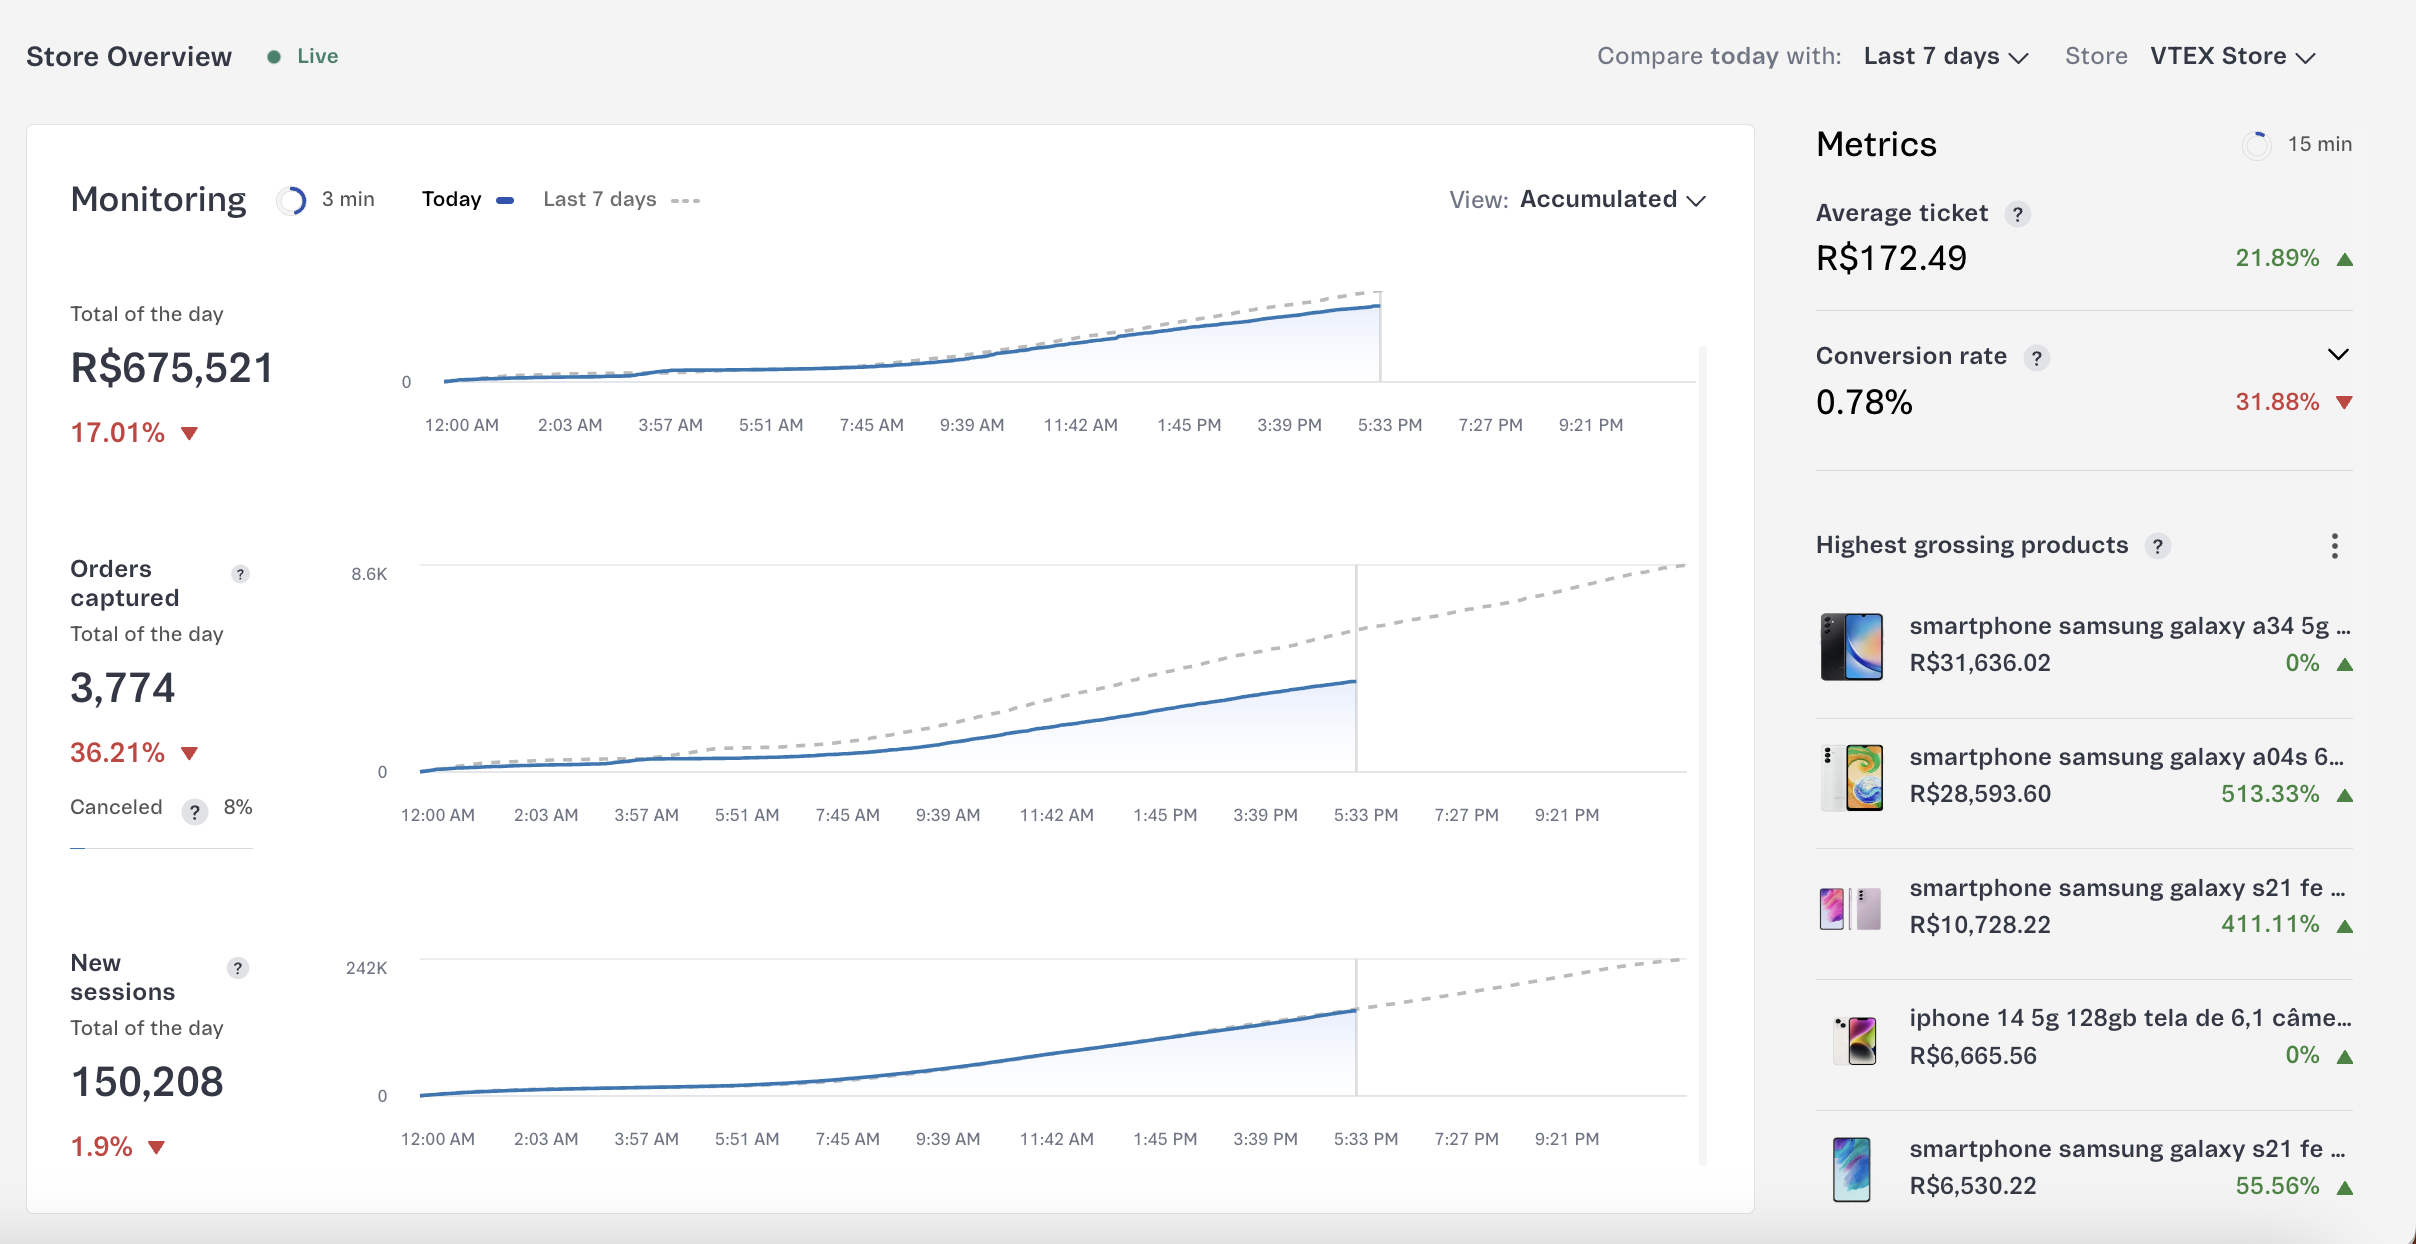 Store Overview
Live
Compare today with: Last 7 days
Store VTEX Store
Monitoring
3 min
Today
Last 7 days
View: Accumulated
Total of the day
R$675,521
17.01%
0
12:00 AM 2:03 AM 3:57 AM 5:51 AM 7:45 AM 9:39 AM 11:42 AM 1:45 PM 3:39 PM 5:33 PM 7:27 PM 9:21 PM
Orders
captured
?
Total of the day
3,774
36.21%
Canceled ? 8%
8.6K
0
12:00 AM 2:03 AM 3:57 AM 5:51 AM 7:45 AM 9:39 AM 11:42 AM 1:45 PM 3:39 PM 5:33 PM 7:27 PM 9:21 PM
New
sessions
?
Total of the day
150,208
1.9%
242K
0
12:00 AM 2:03 AM 3:57 AM 5:51 AM 7:45 AM 9:39 AM 11:42 AM 1:45 PM 3:39 PM 5:33 PM 7:27 PM 9:21 PM
Metrics
15 min
Average ticket ?
R$172.49 21.89%
Conversion rate ?
0.78% 31.88%
Highest grossing products ?
smartphone samsung galaxy a34 5g ...
R$31,636.02 0%
smartphone samsung galaxy a04s 6...
R$28,593.60 513.33%
smartphone samsung galaxy s21 fe ...
R$10,728.22 411.11%
iphone 14 5g 128gb tela de 6,1 câme...
R$6,665.56 0%
smartphone samsung galaxy s21 fe ...
R$6,530.22 55.56%